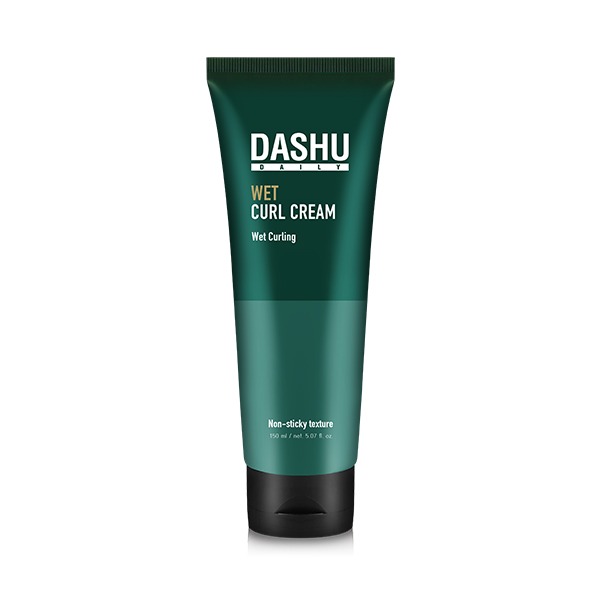 DASHU
DAILY
WET
CURL CREAM
Wet Curling
Non-sticky texture
150 ml / net. 5.07 fl. oz.